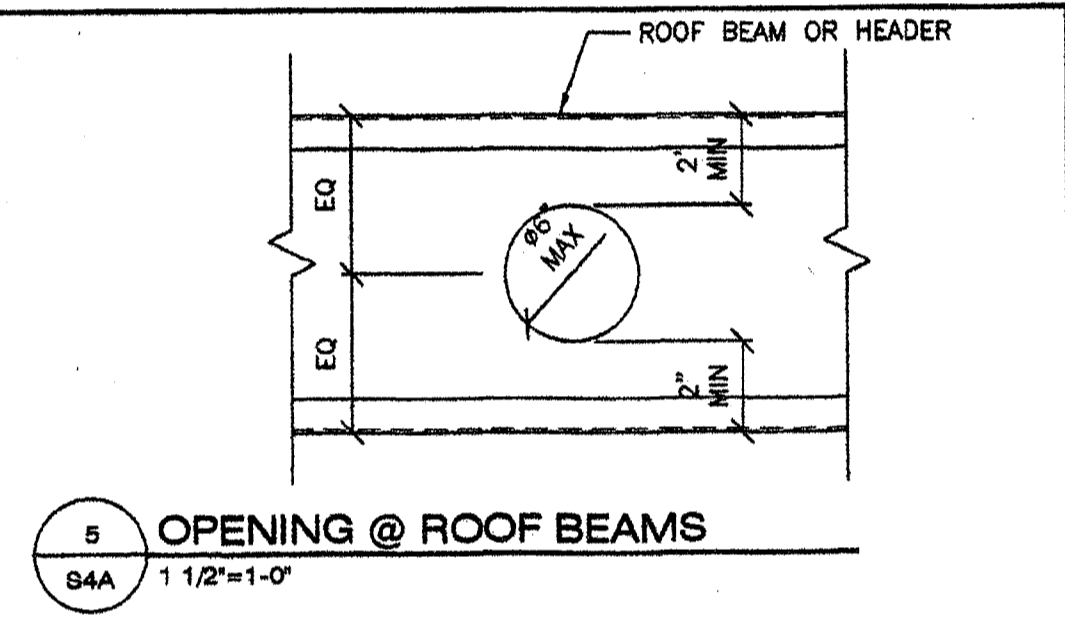 ROOF BEAM OR HEADER
2"
MIN
EQ
ø6"
MAX
EQ
2"
MIN
5
OPENING @ ROOF BEAMS
S4A
1 1/2"=1-0"